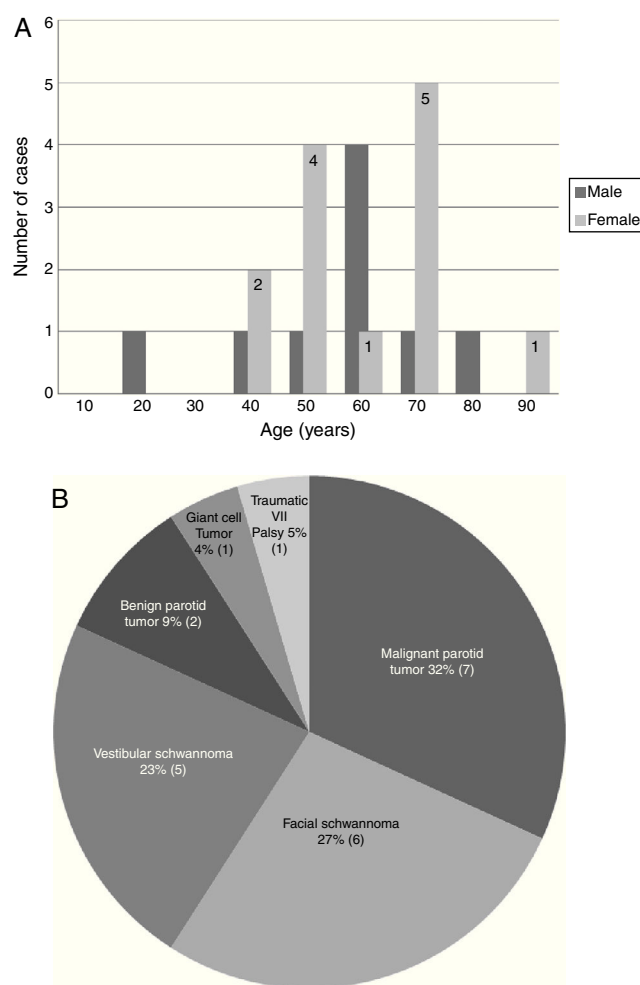 A
6
5
4
3
2
1
0
Number of cases
2
4
1
5
1
10 20 30 40 50 60 70 80 90
Age (years)
Male
Female
B
Traumatic
VII
Palsy 5%
(1)
Giant cell
Tumor
4% (1)
Benign parotid
tumor 9% (2)
Malignant parotid
tumor 32% (7)
Vestibular schwannoma
23% (5)
Facial schwannoma
27% (6)